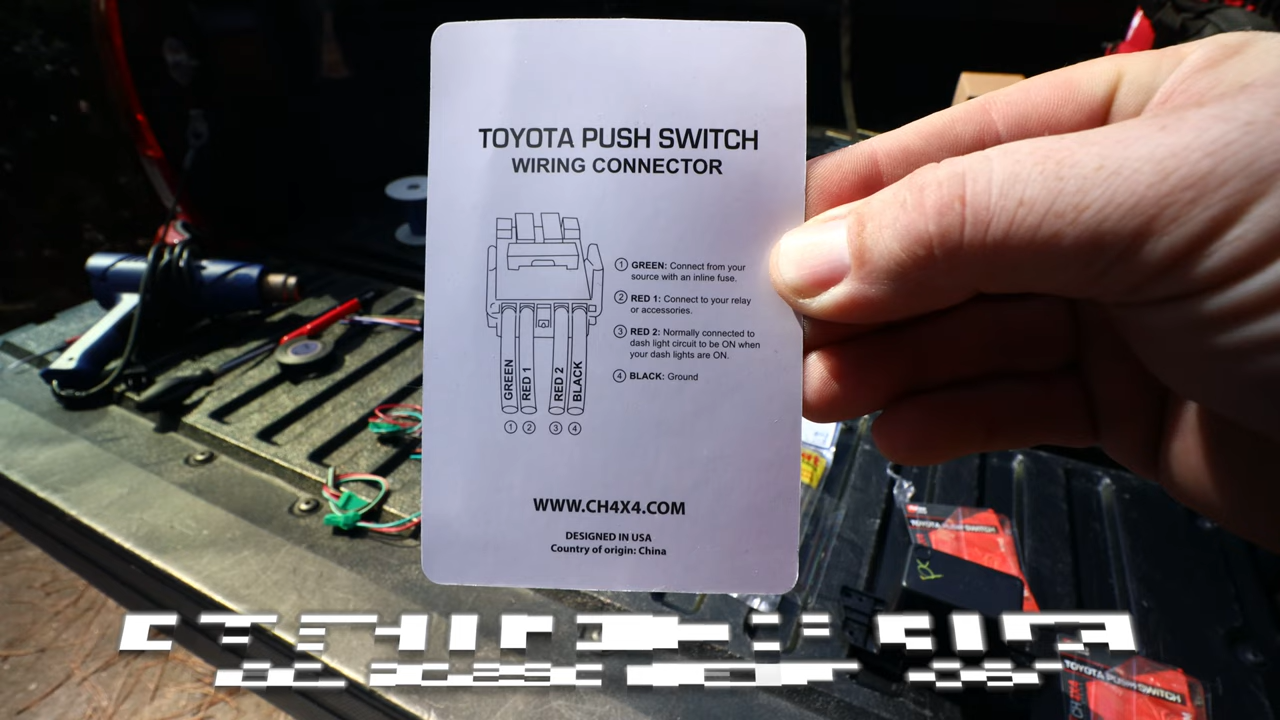 TOYOTA PUSH SWITCH
WIRING CONNECTOR
① GREEN: Connect from your
source with an inline fuse.
② RED 1: Connect to your relay
or accessories.
③ RED 2: Normally connected to
dash light circuit to be ON when
your dash lights are ON.
④ BLACK: Ground
GREEN
RED 1
RED 2
BLACK
① ② ③ ④
WWW.CH4X4.COM
DESIGNED IN USA
Country of origin: China
TOYOTA PUSH SWITCH
TOYOTA PUSH SWITCH
CH4X4